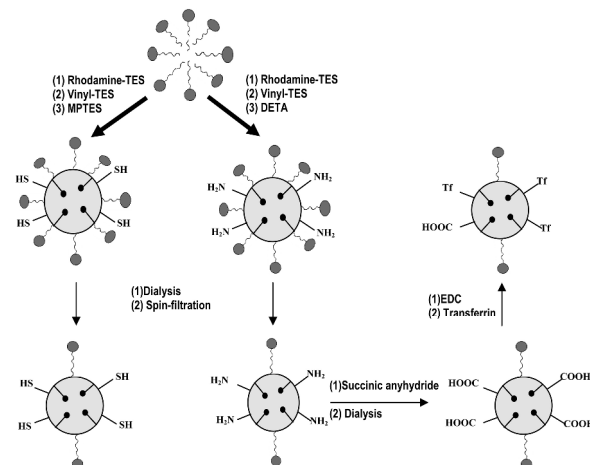 (1) Rhodamine-TES
(2) Vinyl-TES
(3) MPTES
(1) Rhodamine-TES
(2) Vinyl-TES
(3) DETA
SH
HS
HS
SH
NH₂
H₂N
H₂N
NH₂
Tf
Tf
HOOC
Tf
(1)Dialysis
(2) Spin-filtration
(1)EDC
(2) Transferrin
SH
HS
HS
SH
NH₂
H₂N
H₂N
NH₂
(1)Succinic anyhydride
(2) Dialysis
HOOC
COOH
HOOC
COOH